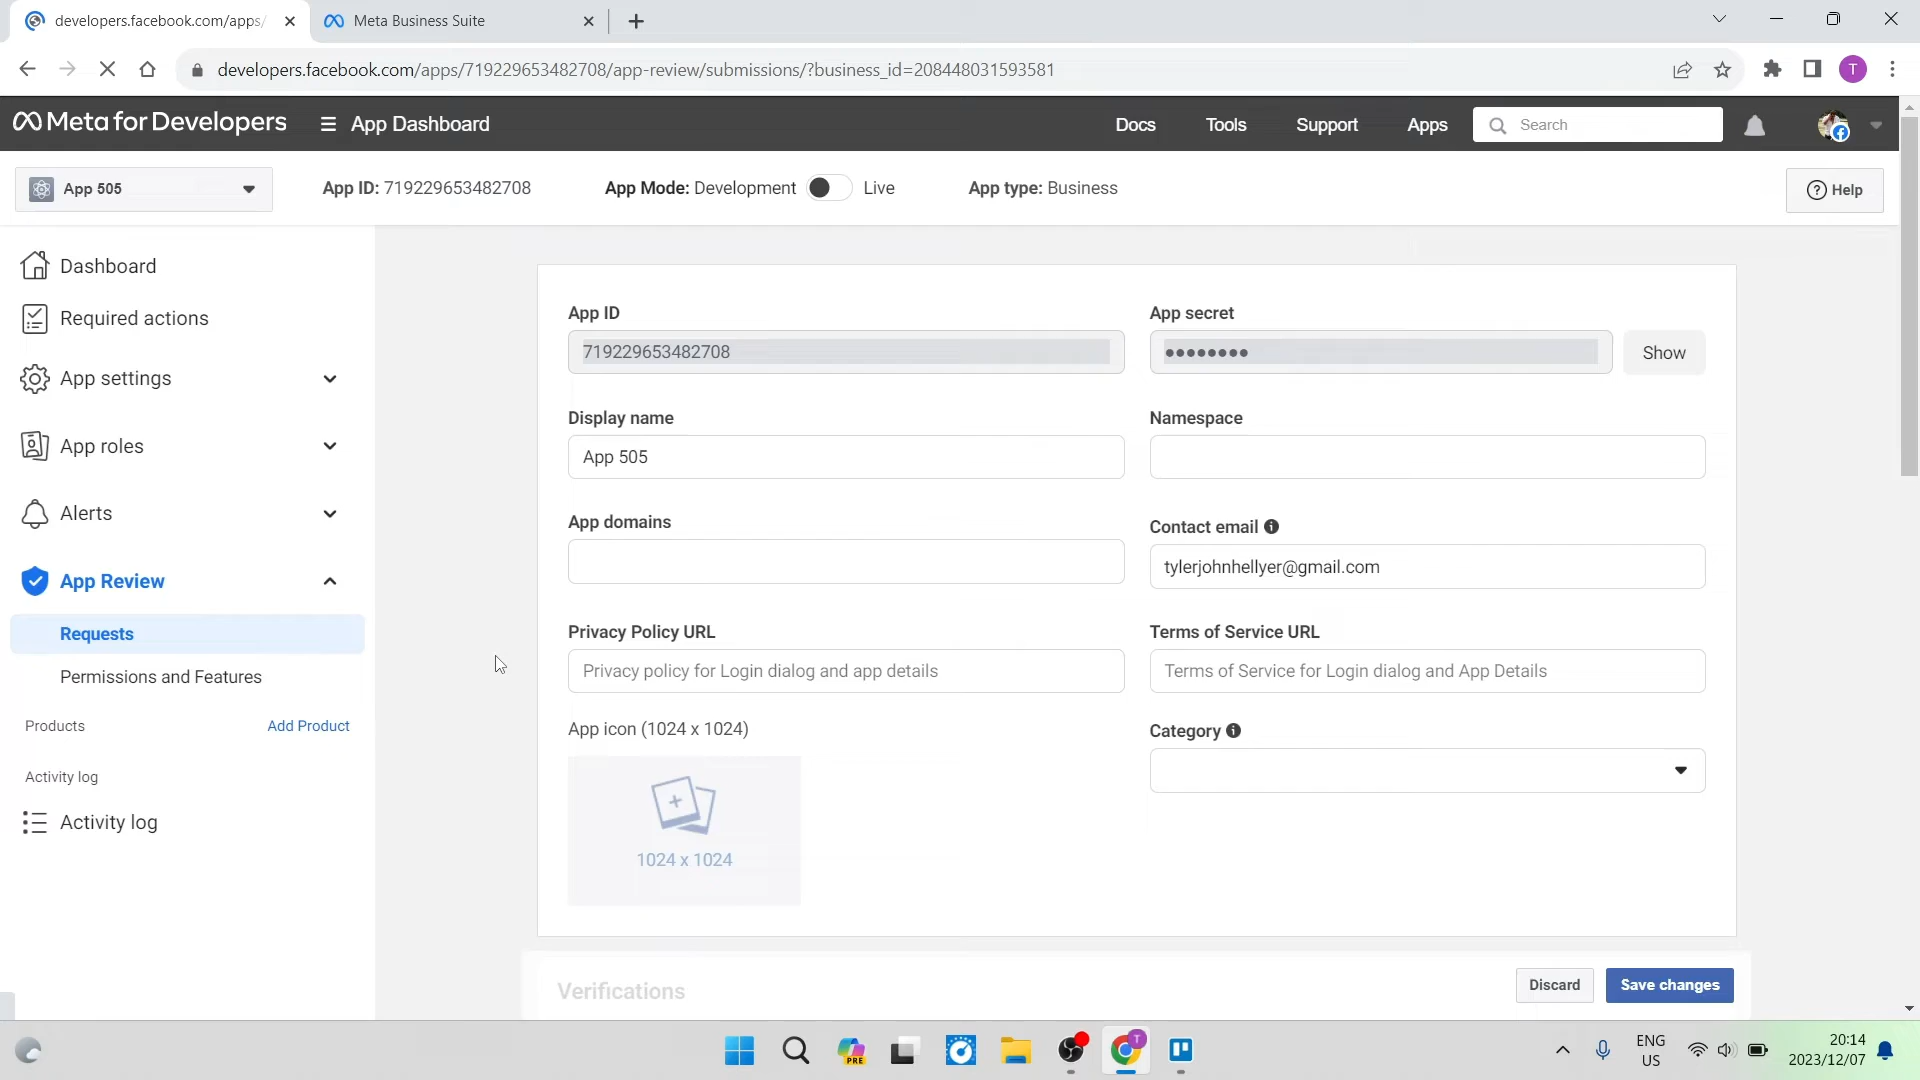 developers.facebook.com/apps/
Meta Business Suite
developers.facebook.com/apps/719229653482708/app-review/submissions/?business_id=208448031593581
T
Meta for Developers
App Dashboard
Docs
Tools
Support
Apps
Search
App 505
App ID: 719229653482708
App Mode: Development
Live
App type: Business
Help
Dashboard
Required actions
App settings
App roles
Alerts
App Review
Requests
Permissions and Features
Products
Add Product
Activity log
Activity log
App ID
719229653482708
App secret
••••••••
Show
Display name
App 505
Namespace
App domains
Contact email
tylerjohnhellyer@gmail.com
Privacy Policy URL
Privacy policy for Login dialog and app details
Terms of Service URL
Terms of Service for Login dialog and App Details
App icon (1024 x 1024)
1024 x 1024
Category
Verifications
Discard
Save changes
PRE
T
ENG
US
20:14
2023/12/07